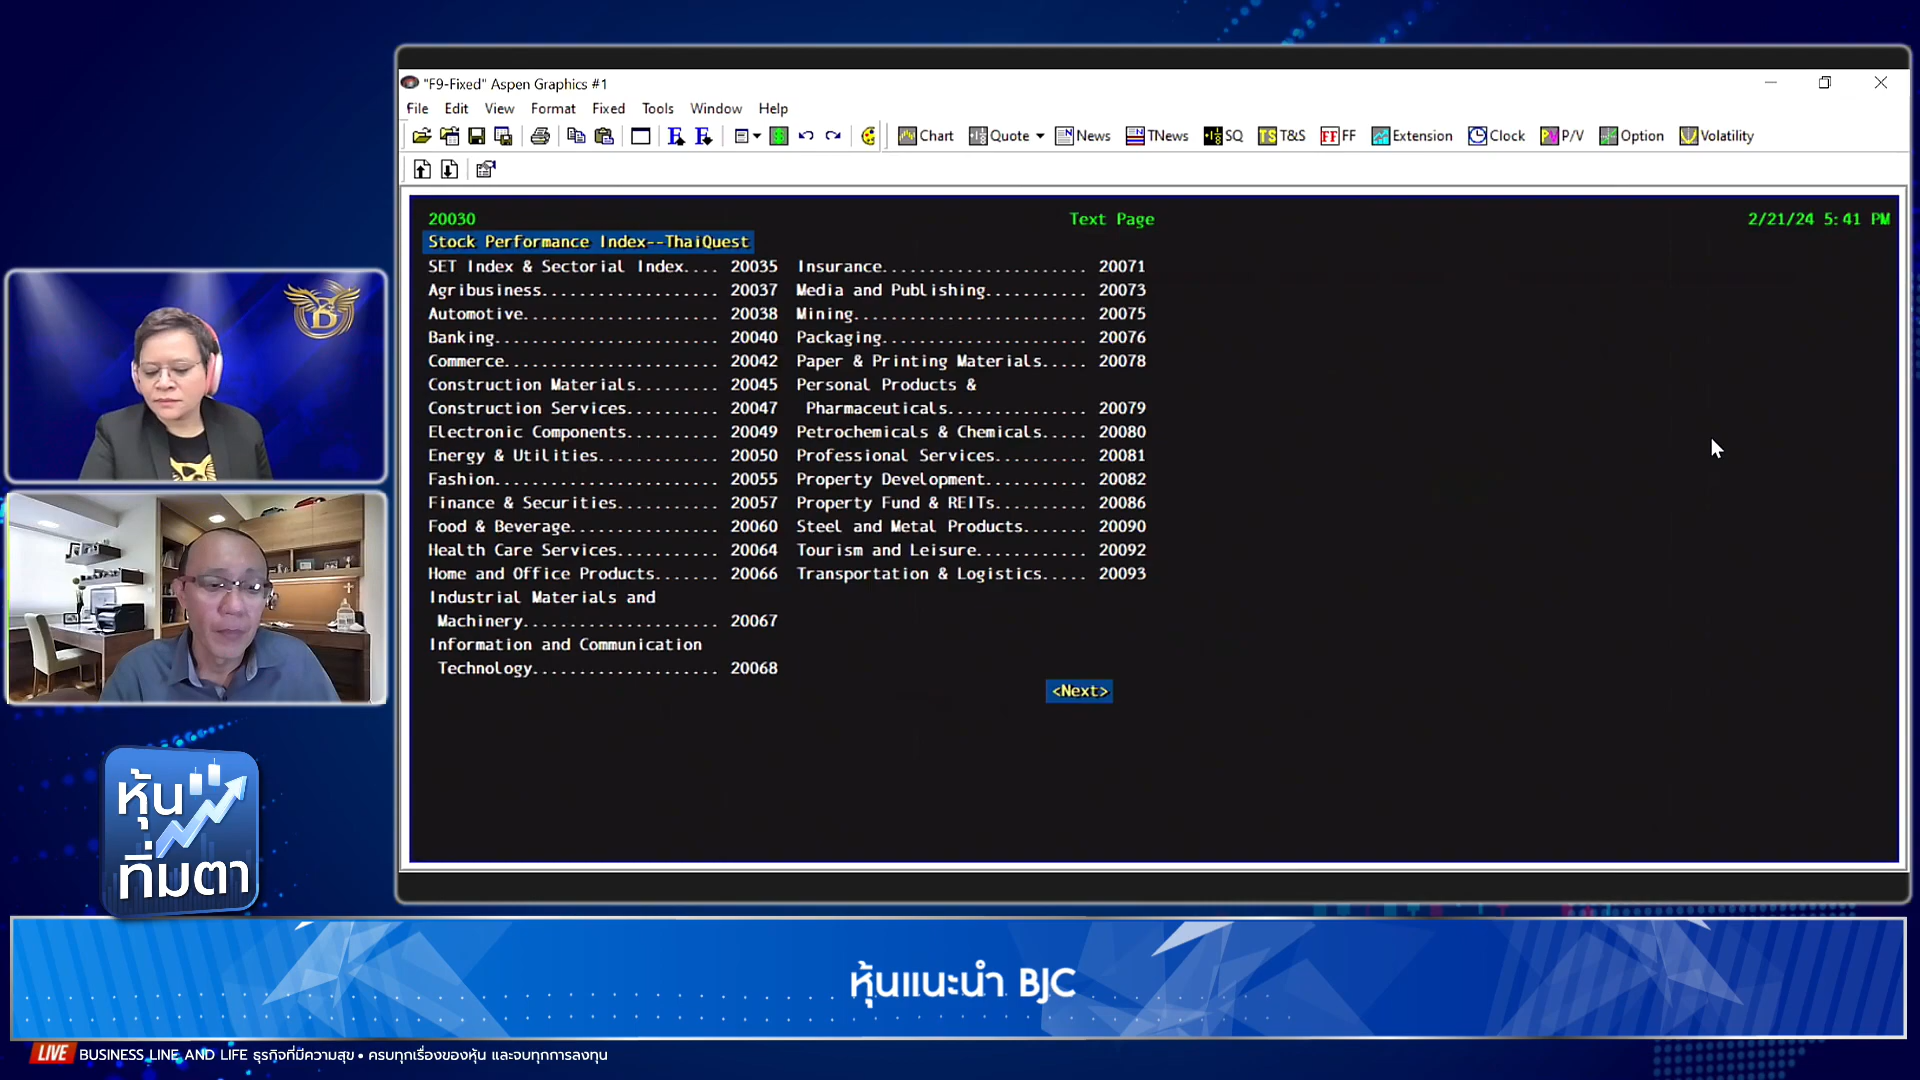 "F9-Fixed" Aspen Graphics #1
File Edit View Format Fixed Tools Window Help
Chart Quote News TNews SQ TS T&S FF FF Extension Clock P/V Option Volatility
20030 Text Page 2/21/24 5:41 PM
Stock Performance Index--ThaiQuest
SET Index & Sectorial Index.... 20035 Insurance...................... 20071
Agribusiness................... 20037 Media and Publishing........... 20073
Automotive..................... 20038 Mining......................... 20075
Banking........................ 20040 Packaging...................... 20076
Commerce....................... 20042 Paper & Printing Materials..... 20078
Construction Materials......... 20045 Personal Products &
Construction Services.......... 20047 Pharmaceuticals............... 20079
Electronic Components.......... 20049 Petrochemicals & Chemicals..... 20080
Energy & Utilities............. 20050 Professional Services.......... 20081
Fashion........................ 20055 Property Development........... 20082
Finance & Securities........... 20057 Property Fund & REITs.......... 20086
Food & Beverage................ 20060 Steel and Metal Products....... 20090
Health Care Services........... 20064 Tourism and Leisure............ 20092
Home and Office Products....... 20066 Transportation & Logistics..... 20093
Industrial Materials and
Machinery..................... 20067
Information and Communication
Technology.................... 20068
<Next>
B
หุ้น
ทิ่มตา
หุ้นแนะนำ BJC
LIVE BUSINESS LINE AND LIFE ธุรกิจที่มีความสุข • ครบทุกเรื่องของหุ้น และจบทุกการลงทุน